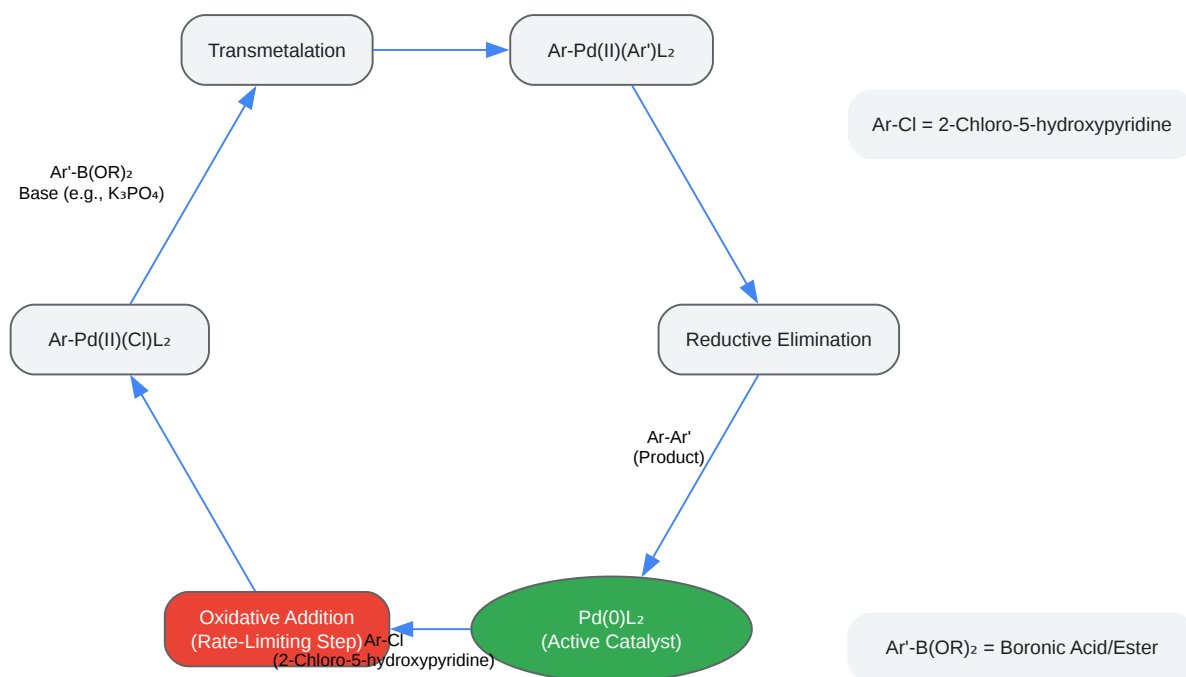 Transmetalation
Ar-Pd(II)(Ar')L₂
Ar-Cl = 2-Chloro-5-hydroxypyridine
Ar'-B(OR)₂
Base (e.g., K₃PO₄)
Ar-Pd(II)(Cl)L₂
Reductive Elimination
Ar-Ar'
(Product)
Oxidative Addition
(Rate-Limiting Step)
Ar-Cl
(2-Chloro-5-hydroxypyridine)
Pd(0)L₂
(Active Catalyst)
Ar'-B(OR)₂ = Boronic Acid/Ester